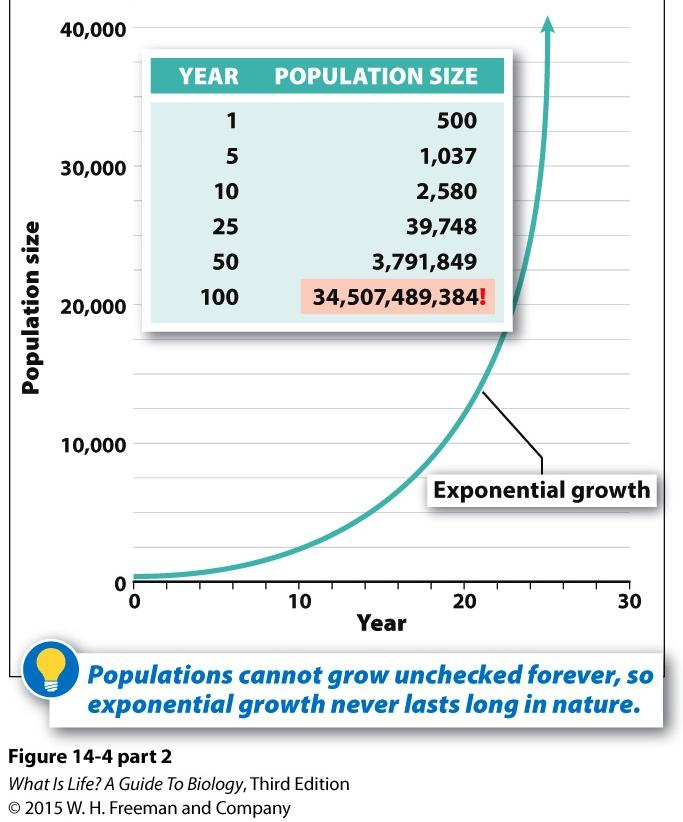 40,000
YEAR POPULATION SIZE
1 500
5 1,037
10 2,580
25 39,748
50 3,791,849
100 34,507,489,384!
30,000
20,000
10,000
0
Population size
Exponential growth
0 10 20 30
Year
Populations cannot grow unchecked forever, so
exponential growth never lasts long in nature.
Figure 14-4 part 2
What Is Life? A Guide To Biology, Third Edition
© 2015 W. H. Freeman and Company